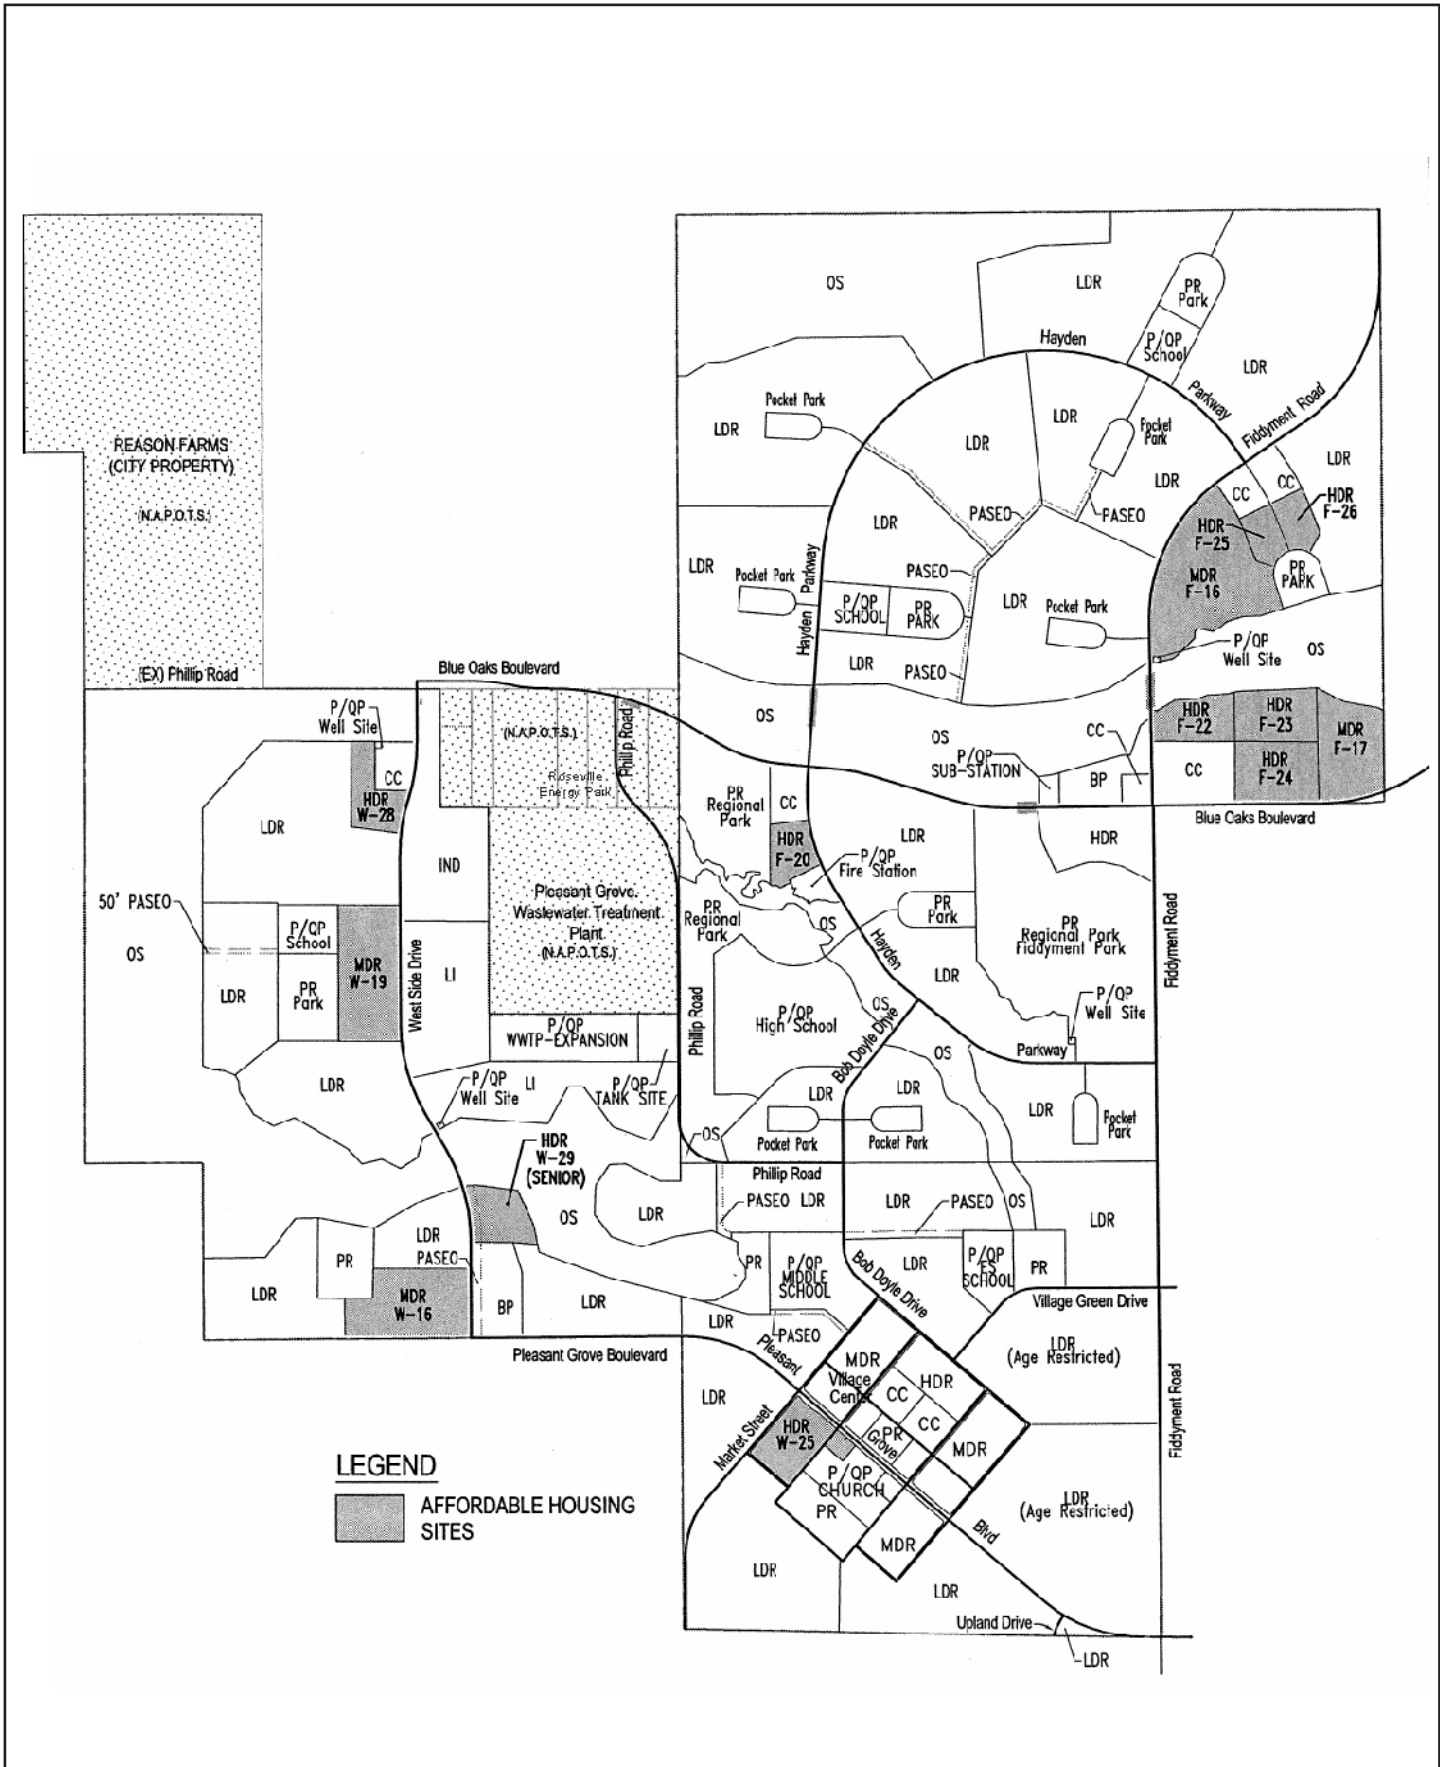 OS
LDR
PR
Park
P/QP
School
Hayden
LDR
Parkway
Fiddyment Road
Pocket Park
LDR
LDR
LDR
Pocket
Park
LDR
LDR
CC
CC
HDR
F-26
REASON FARMS
(CITY PROPERTY)
(N.A.P.O.T.S.)
LDR
PASEO
PASEO
HDR
F-25
LDR
Pocket Park
Hayden Parkway
PASEO
P/QP
SCHOOL
PR
PARK
LDR
Pocket Park
MDR
F-16
PR
PARK
P/QP
Well Site
OS
LDR
PASEO
(EX) Phillip Road
Blue Oaks Boulevard
P/QP
Well Site
(N.A.P.O.T.S.)
Phillip Road
OS
OS
CC
HDR
F-22
HDR
F-23
MDR
F-17
P/QP
SUB-STATION
BP
CC
HDR
F-24
CC
HDR
W-28
Roseville
Energy Park
PR
Regional
Park
CC
Blue Oaks Boulevard
LDR
HDR
F-20
LDR
HDR
P/QP
Fire Station
IND
Pleasant Grove
Wastewater Treatment
Plant
(N.A.P.O.T.S.)
50' PASEO
OS
P/QP
School
MDR
W-19
West Side Drive
LI
PR
Regional
Park
OS
PR
Park
PR
Regional Park
Fiddyment Park
Fiddyment Road
Hayden
LDR
LDR
PR
Park
P/QP
WWTP-EXPANSION
Phillip Road
P/QP
High School
OS
Bob Doyle Drive
P/QP
Well Site
OS
Parkway
LDR
P/QP
Well Site
LI
P/QP
TANK SITE
LDR
LDR
LDR
Pocket
Park
Pocket Park
Pocket Park
OS
HDR
W-29
(SENIOR)
Phillip Road
OS
LDR
PASEO
LDR
LDR
PASEO
OS
LDR
LDR
PASEO
PR
LDR
MDR
W-16
BP
LDR
PR
P/QP
MIDDLE
SCHOOL
LDR
P/QP
ES
SCHOOL
PR
Bob Doyle Drive
Village Green Drive
LDR
PASEO
Pleasant
Pleasant Grove Boulevard
LDR
(Age Restricted)
MDR
Village
Center
HDR
CC
CC
LDR
Market Street
HDR
W-25
PR
Grove
MDR
Fiddyment Road
P/QP
CHURCH
PR
LDR
(Age Restricted)
Blvd
MDR
LDR
LDR
Upland Drive
LDR
LEGEND
AFFORDABLE HOUSING
SITES